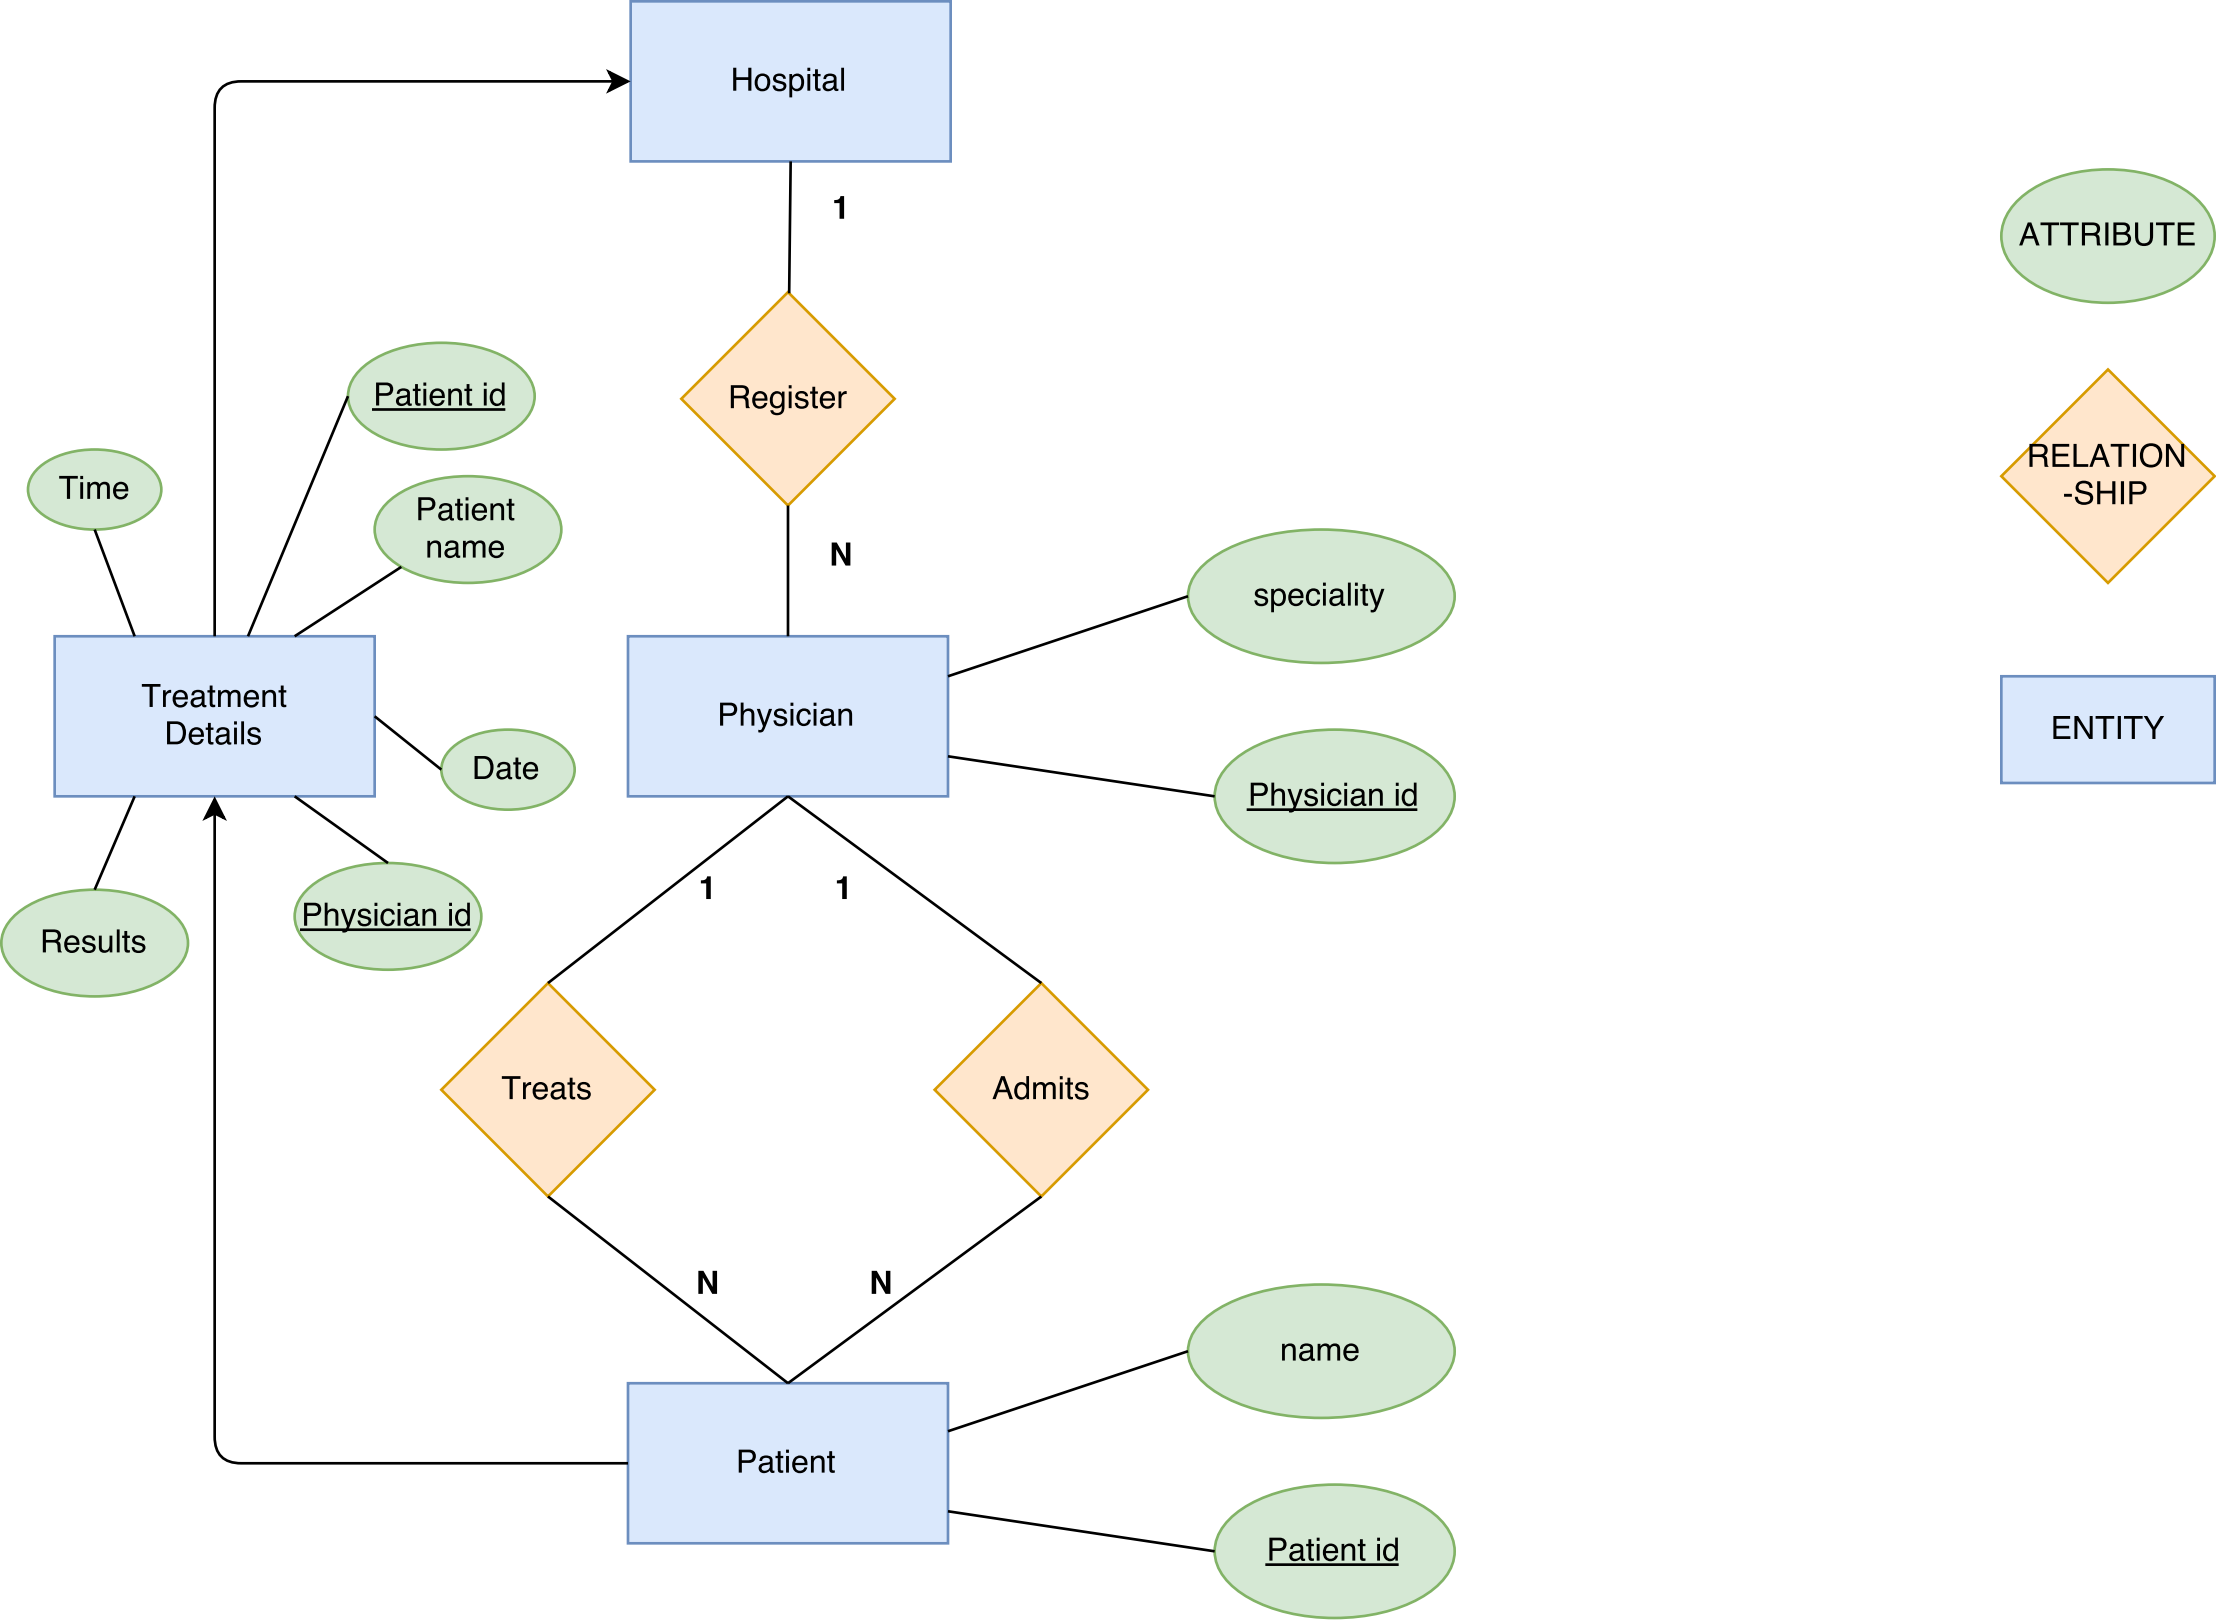 Hospital
1
ATTRIBUTE
Register
Patient id
RELATION
-SHIP
Time
Patient
name
N
speciality
Treatment
Details
Physician
ENTITY
Date
Physician id
1
1
Results
Physician id
Treats
Admits
N
N
name
Patient
Patient id